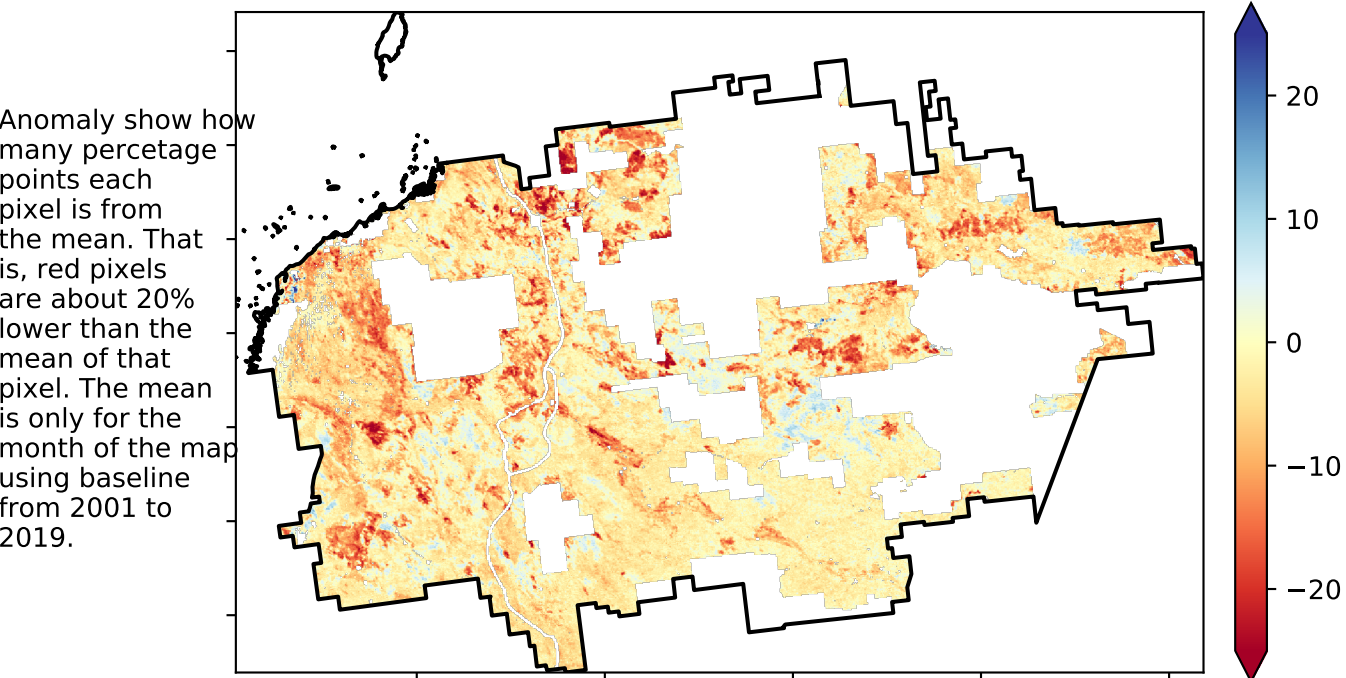 Anomaly show how
many percetage
points each
pixel is from
the mean. That
is, red pixels
are about 20%
lower than the
mean of that
pixel. The mean
is only for the
month of the map
using baseline
from 2001 to
2019.
20
10
0
−10
−20